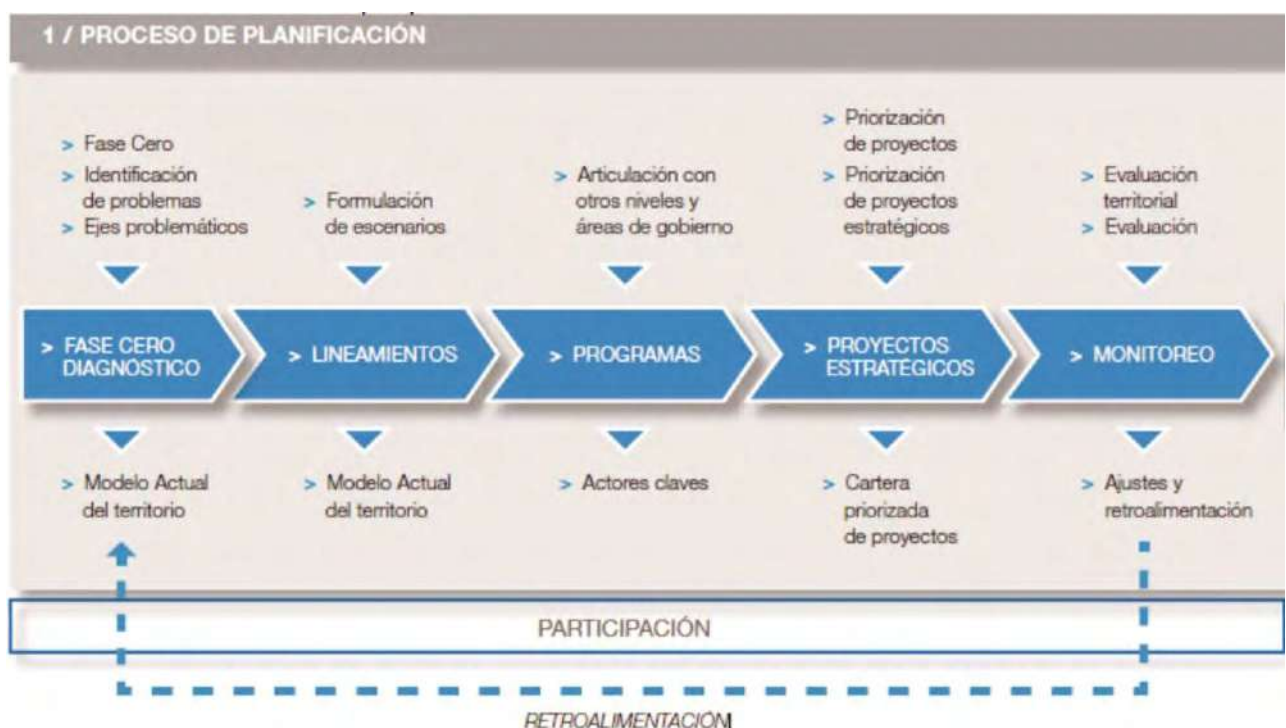 1 / PROCESO DE PLANIFICACIÓN
> Fase Cero
> Identificación
de problemas
> Ejes problemáticos
> Formulación
de escenarios
> Articulación con
otros niveles y
áreas de gobierno
> Priorización
de proyectos
> Priorización
de proyectos
estratégicos
> Evaluación
territorial
> Evaluación
> FASE CERO
DIAGNÓSTICO
> LINEAMIENTOS
> PROGRAMAS
> PROYECTOS
ESTRATÉGICOS
> MONITOREO
> Modelo Actual
del territorio
> Modelo Actual
del territorio
> Actores claves
> Cartera
priorizada
de proyectos
> Ajustes y
retroalimentación
PARTICIPACIÓN
RETROALIMENTACIÓN